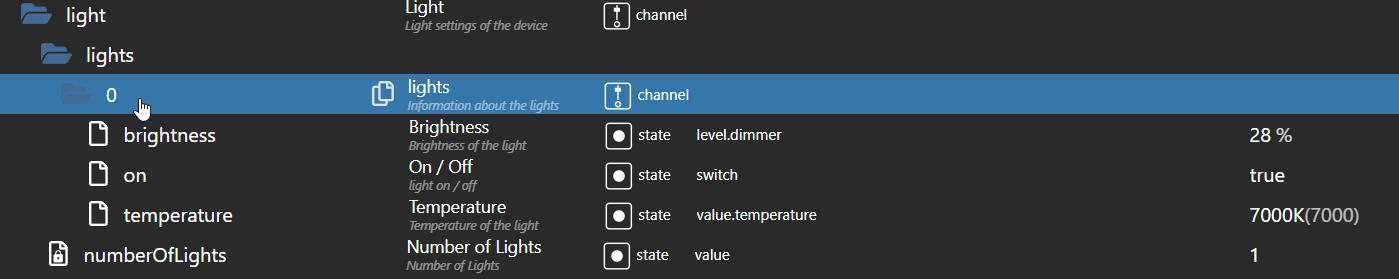 light Light channel
Light settings of the device
lights
0 lights channel
Information about the lights
brightness Brightness state level.dimmer 28 %
Brightness of the light
on On / Off state switch true
light on / off
temperature Temperature state value.temperature 7000K(7000)
Temperature of the light
numberOfLights Number of Lights state value 1
Number of Lights